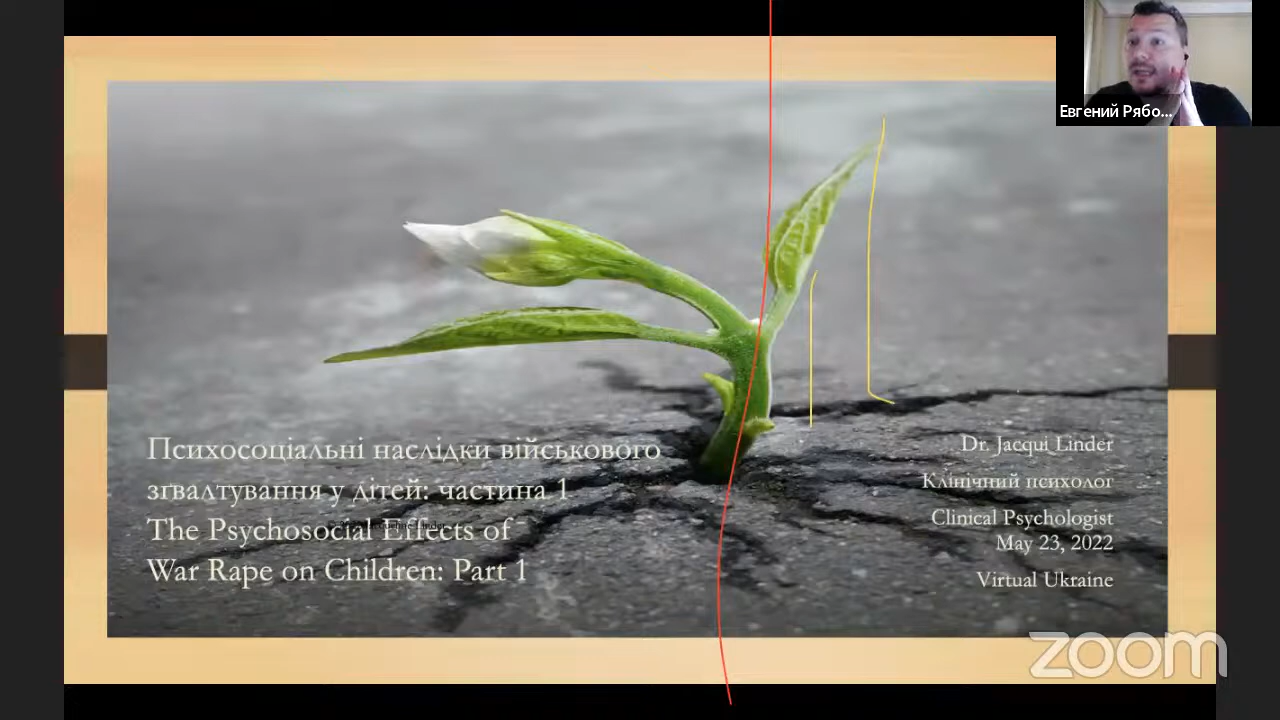 Евгений Рябо...
Психосоціальні наслідки військового
зґвалтування у дітей: частина 1
The Psychosocial Effects of
War Rape on Children: Part 1
Dr. Jacqui Linder
Клінічний психолог
Clinical Psychologist
May 23, 2022
Virtual Ukraine
zoom